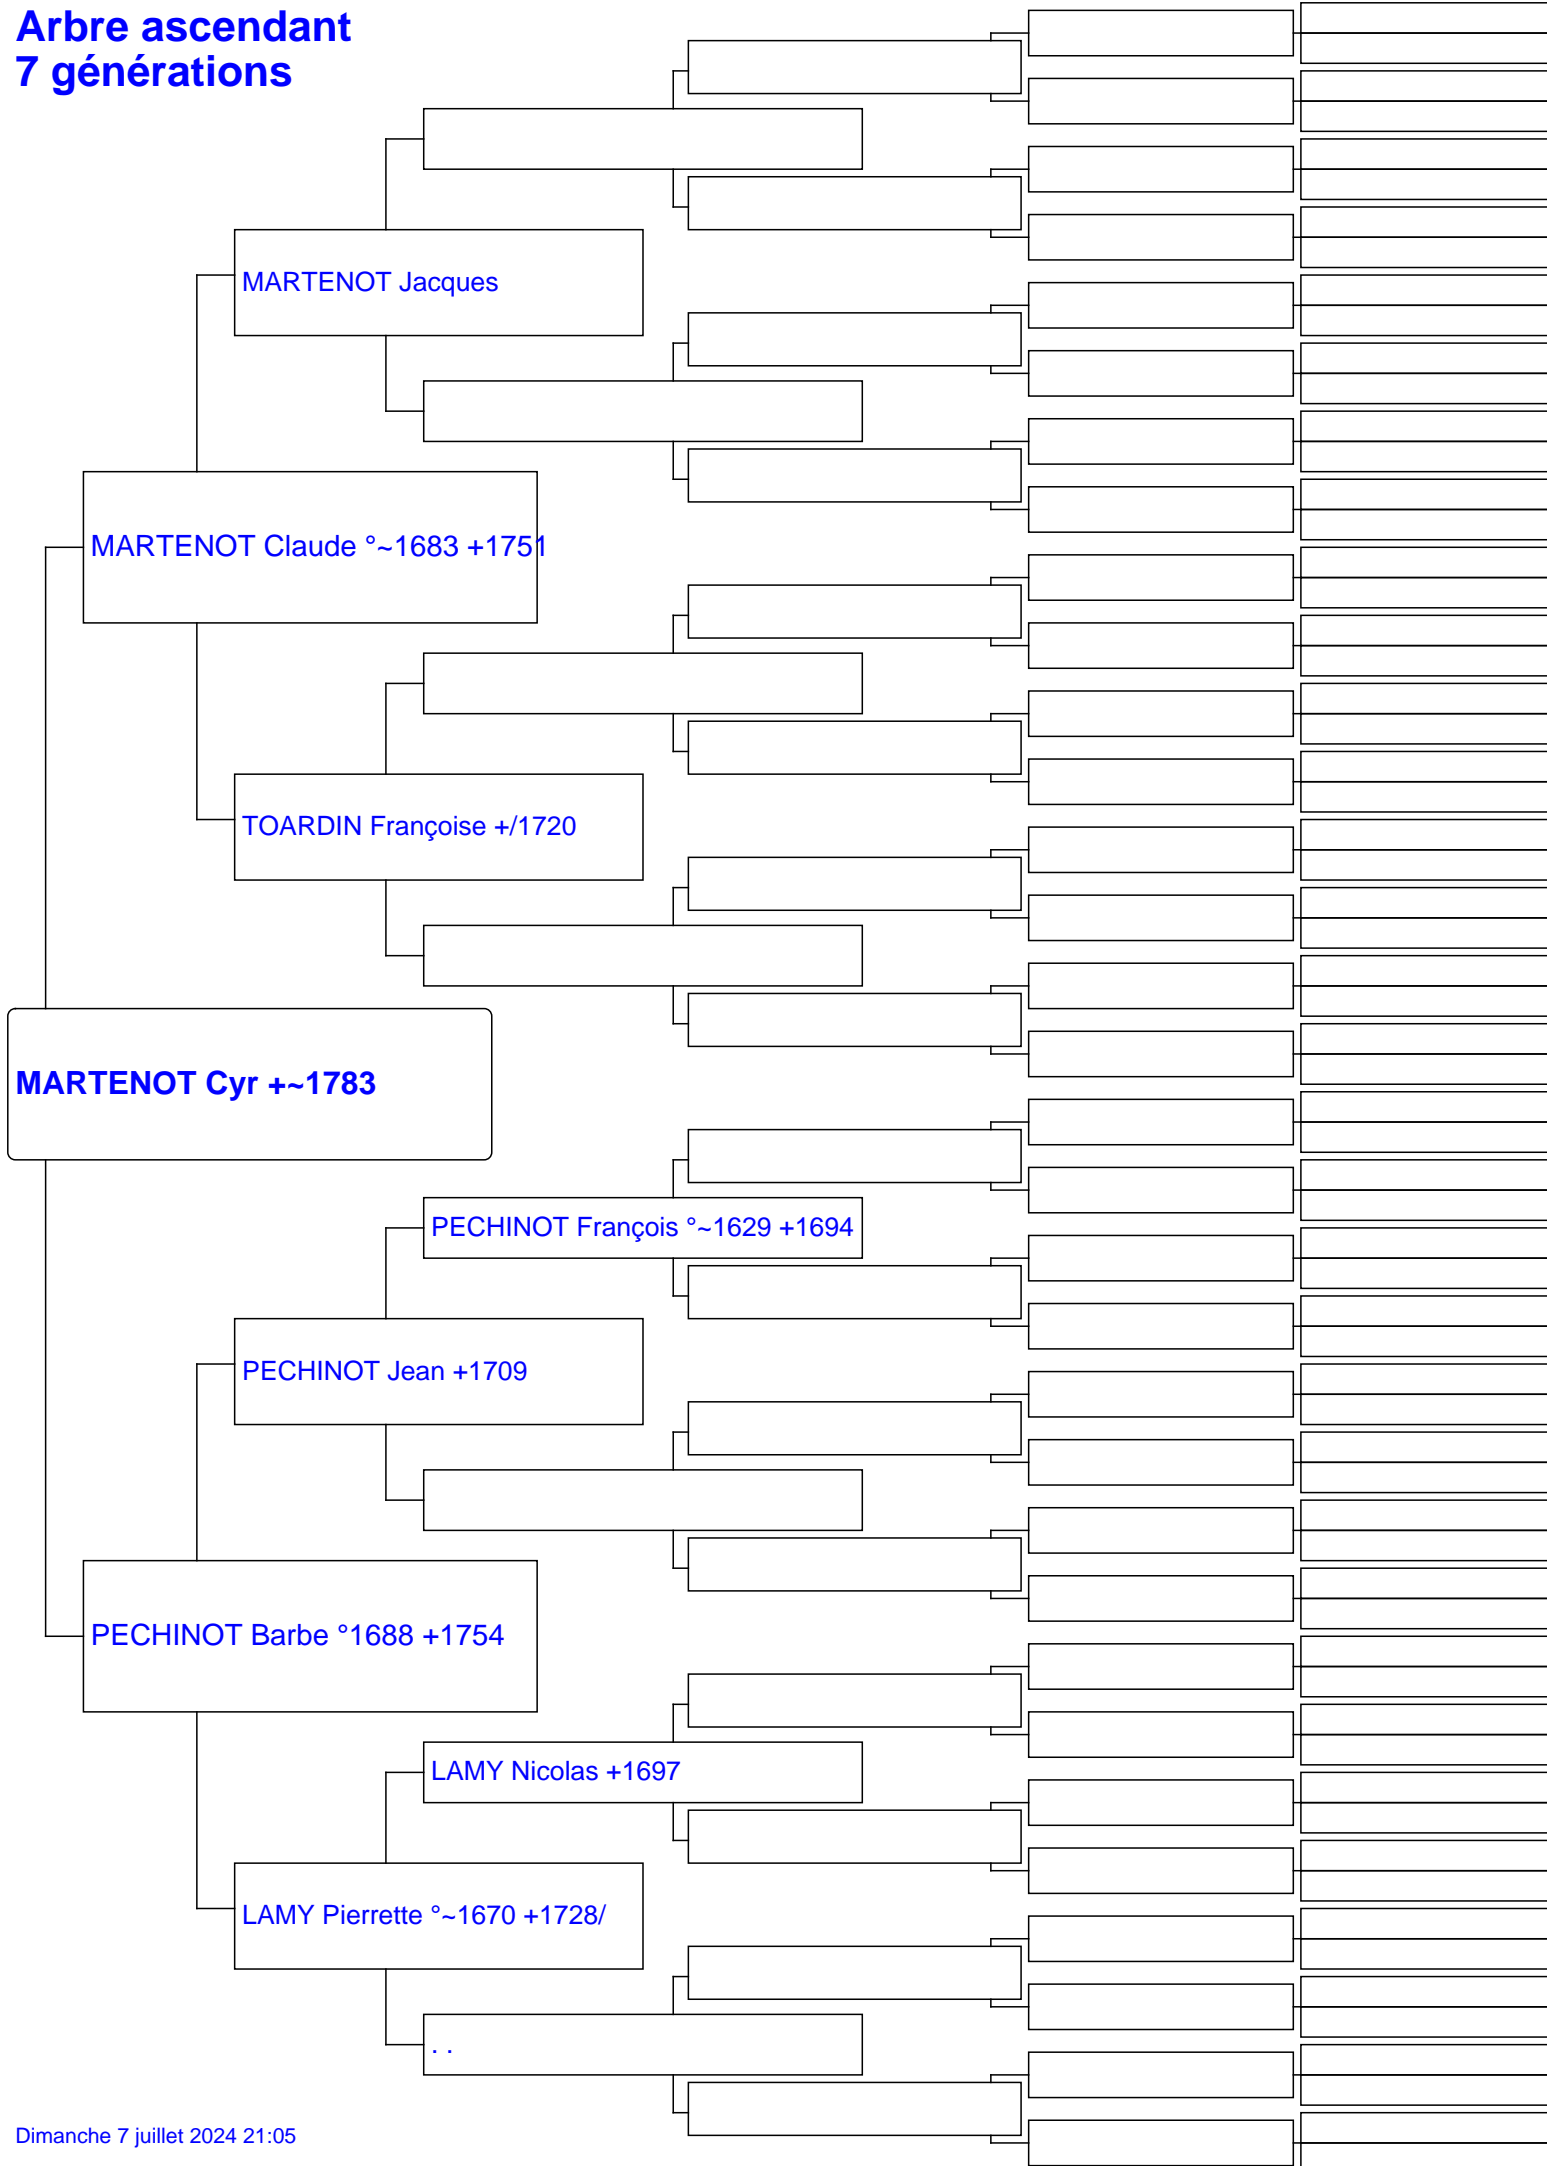 Arbre ascendant
7 générations
MARTENOT Jacques
MARTENOT Claude °~1683 +1751
TOARDIN Françoise +/1720
MARTENOT Cyr +~1783
PECHINOT François °~1629 +1694
PECHINOT Jean +1709
PECHINOT Barbe °1688 +1754
LAMY Nicolas +1697
LAMY Pierrette °~1670 +1728/
. .
Dimanche 7 juillet 2024 21:05